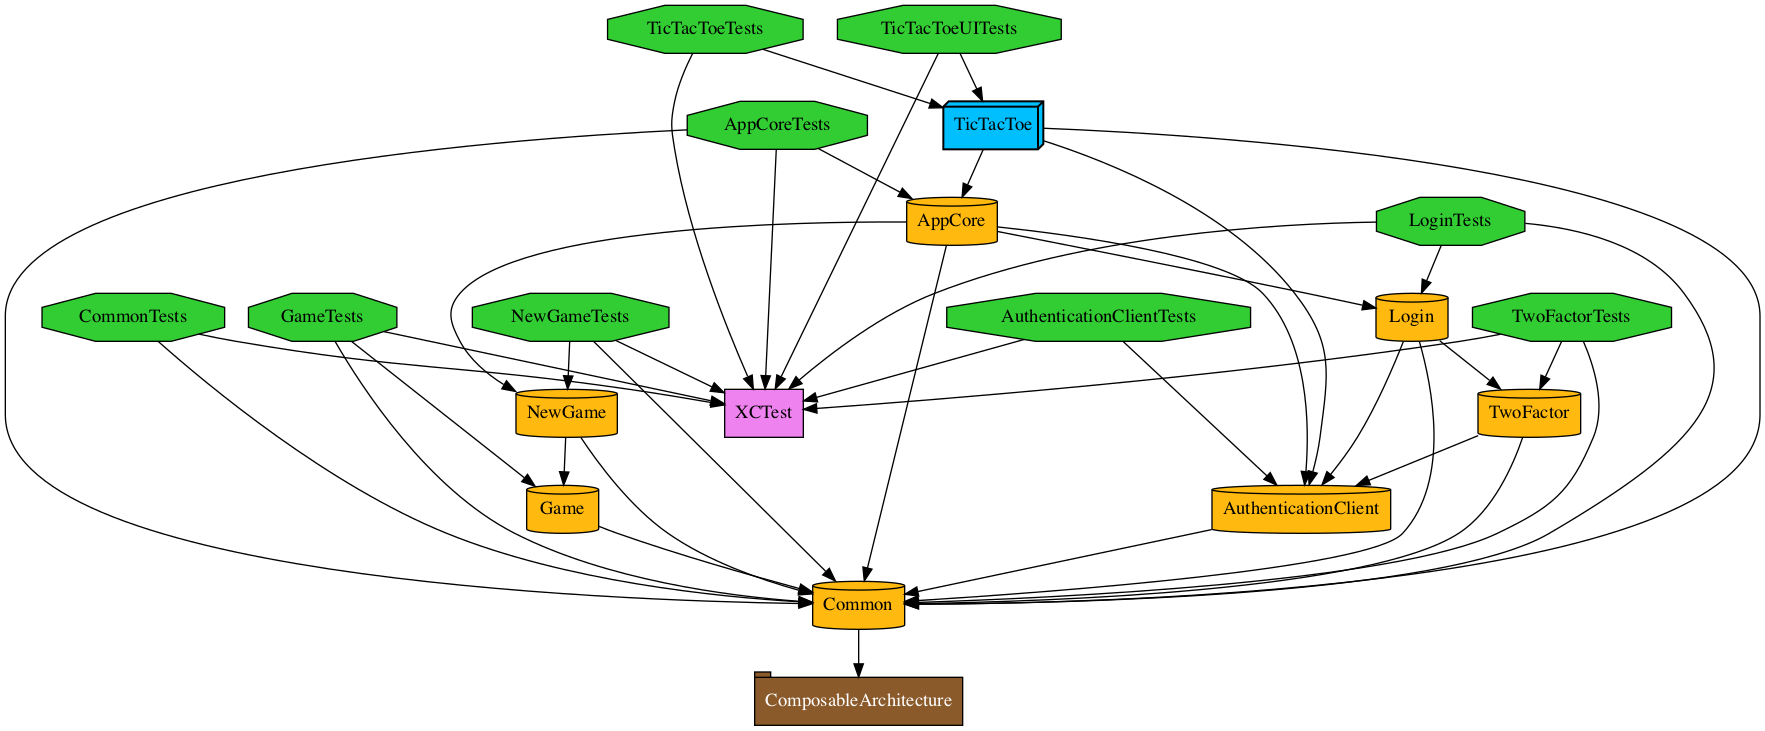 TicTacToeTests
TicTacToeUITests
AppCoreTests
TicTacToe
AppCore
LoginTests
CommonTests
GameTests
NewGameTests
AuthenticationClientTests
Login
TwoFactorTests
NewGame
XCTest
TwoFactor
Game
AuthenticationClient
Common
ComposableArchitecture